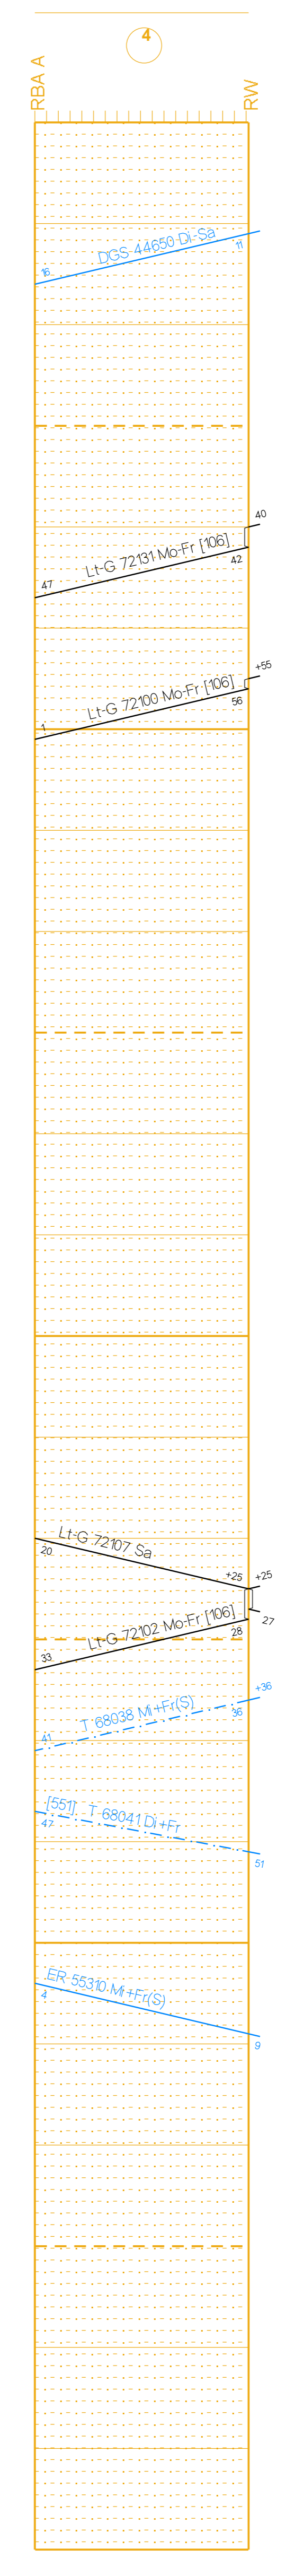 4
RBA A
RW
DGS 44650 Di-Sa
16
11
40
Lt-G 72131 Mo-Fr [106]
47
42
+55
Lt-G 72100 Mo-Fr [106]
1
56
Lt-G 72107 Sa
20
+25
+25
27
Lt-G 72102 Mo-Fr [106]
33
28
+36
T 68038 Mi+Fr(S)
41
36
[551] T 68041 Di+Fr
47
51
ER 55310 Mi+Fr(S)
4
9